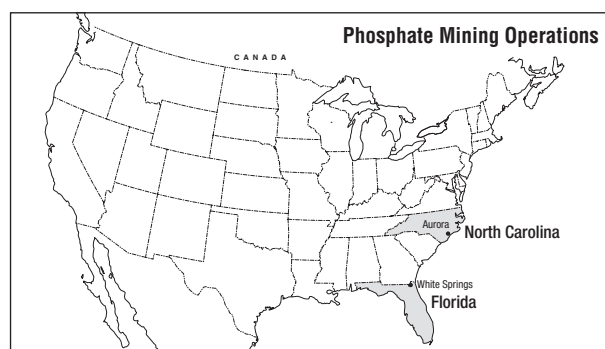 Phosphate Mining Operations
CANADA
Aurora
North Carolina
White Springs
Florida